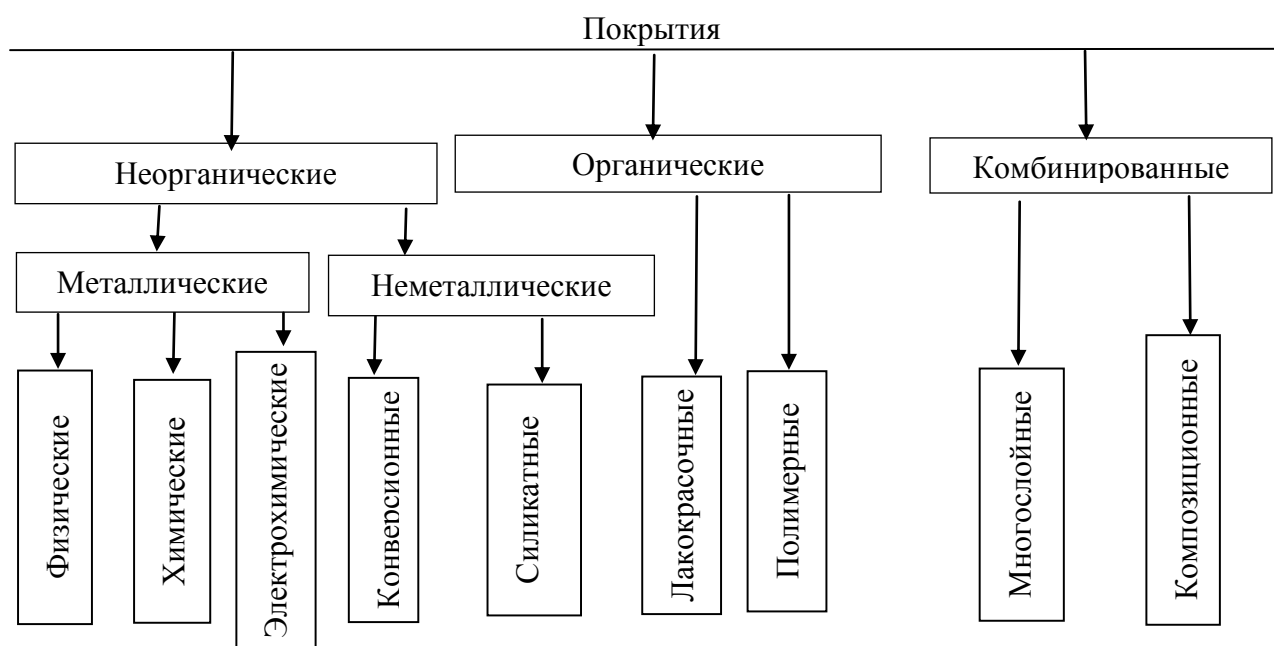 Покрытия
Неорганические
Органические
Комбинированные
Металлические
Неметаллические
Физические
Химические
Электрохимические
Конверсионные
Силикатные
Лакокрасочные
Полимерные
Многослойные
Композиционные